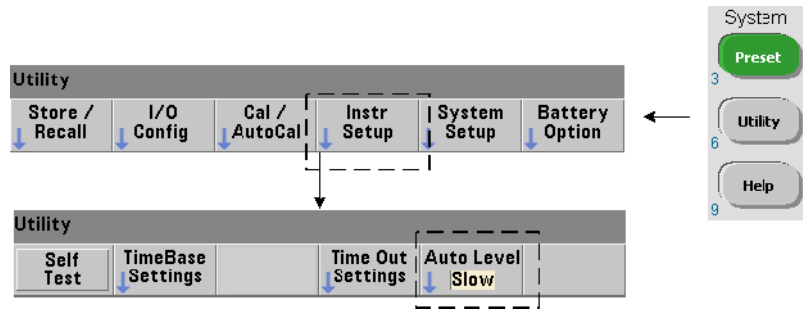 System
Preset
3
Utility
6
Help
9
Utility
Store / Recall
I/O Config
Cal / AutoCal
Instr Setup
System Setup
Battery Option
Utility
Self Test
TimeBase Settings
Time Out Settings
Auto Level Slow